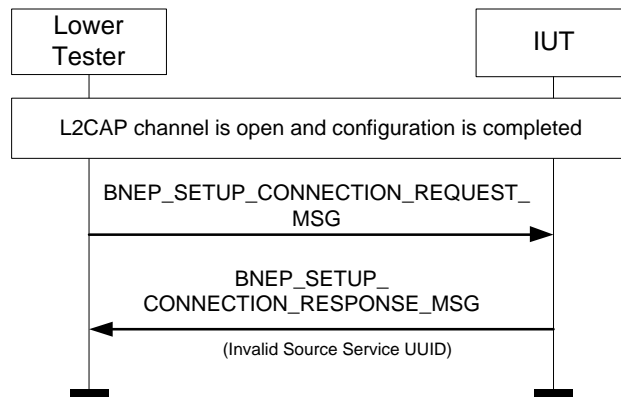 Lower
Tester
IUT
L2CAP channel is open and configuration is completed
BNEP_SETUP_CONNECTION_REQUEST_
MSG
BNEP_SETUP_
CONNECTION_RESPONSE_MSG
(Invalid Source Service UUID)